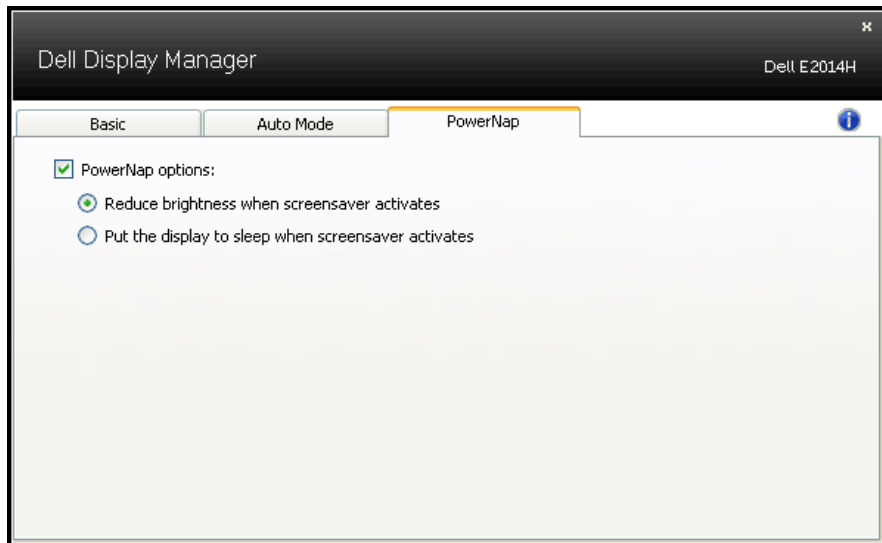 x
Dell Display Manager
Dell E2014H
Basic
Auto Mode
PowerNap
i
PowerNap options:
Reduce brightness when screensaver activates
Put the display to sleep when screensaver activates